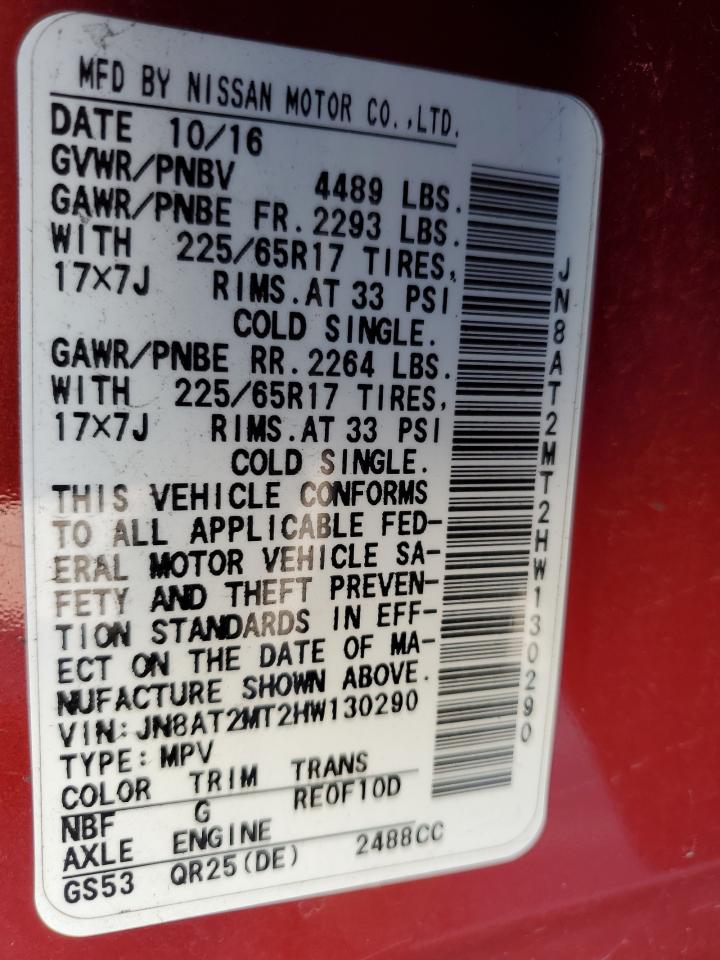 MFD BY NISSAN MOTOR CO.,LTD.
DATE 10/16
GVWR/PNBV 4489 LBS.
GAWR/PNBE FR.2293 LBS.
WITH 225/65R17 TIRES,
17×7J RIMS.AT 33 PSI
COLD SINGLE.
GAWR/PNBE RR.2264 LBS.
WITH 225/65R17 TIRES,
17×7J RIMS.AT 33 PSI
COLD SINGLE.
THIS VEHICLE CONFORMS
TO ALL APPLICABLE FED-
ERAL MOTOR VEHICLE SA-
FETY AND THEFT PREVEN-
TION STANDARDS IN EFF-
ECT ON THE DATE OF MA-
NUFACTURE SHOWN ABOVE.
VIN:JN8AT2MT2HW130290
TYPE:MPV
COLOR TRIM TRANS
NBF G RE0F10D
AXLE ENGINE
GS53 QR25(DE) 2488CC
JN8AT2MT2HW130290